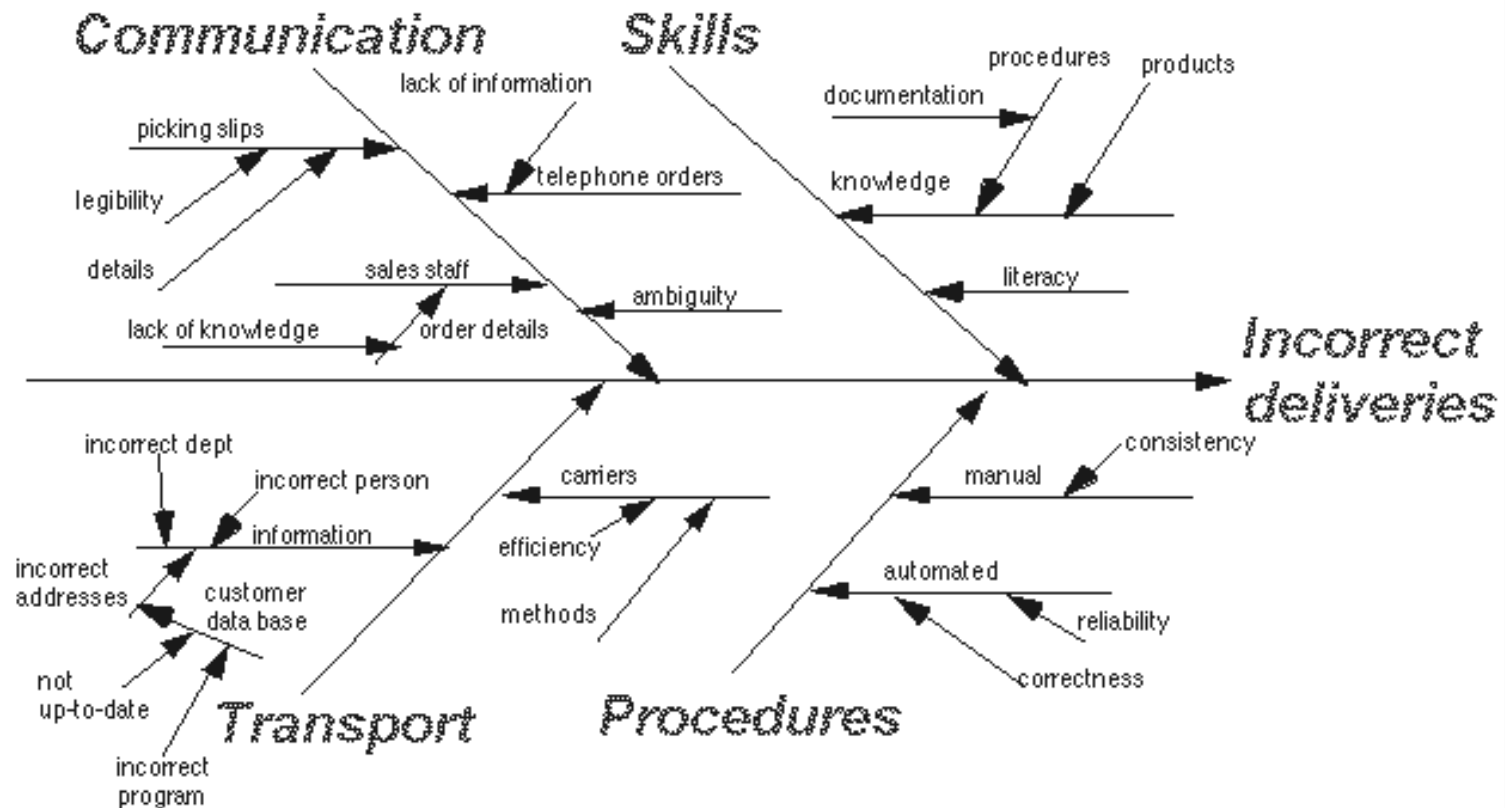 Communication
Skills
lack of information
procedures
products
documentation
picking slips
telephone orders
knowledge
legibility
details
sales staff
ambiguity
literacy
lack of knowledge
order details
Incorrect
deliveries
incorrect dept
incorrect person
carriers
consistency
manual
information
efficiency
incorrect
addresses
customer
data base
methods
automated
reliability
correctness
not
up-to-date
Transport
Procedures
incorrect
program